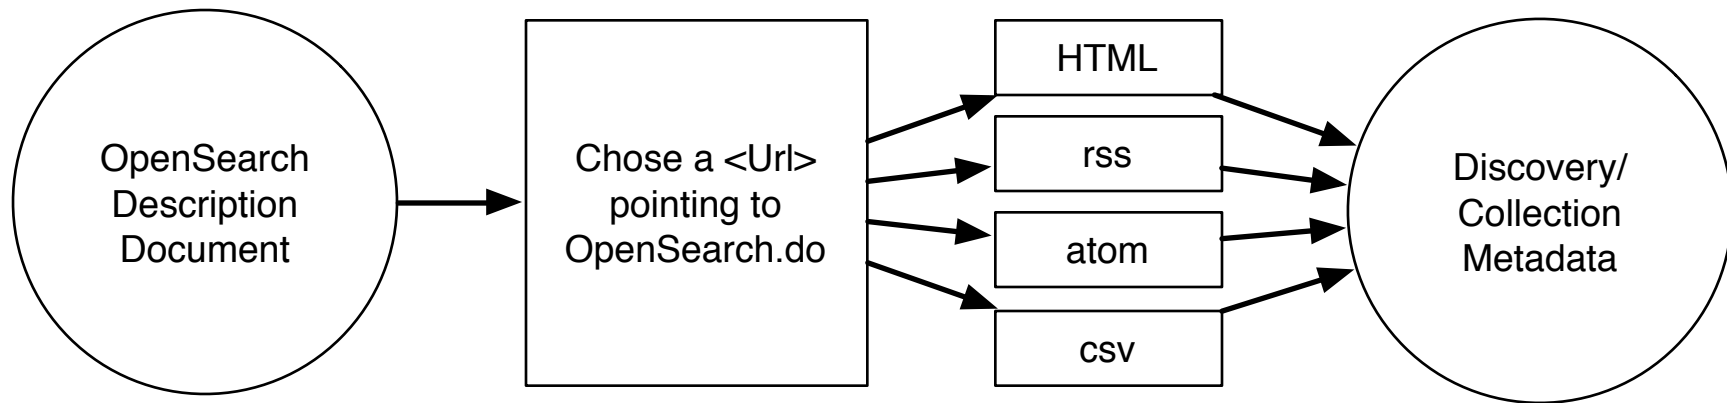 OpenSearch
Description
Document
Chose a <Url>
pointing to
OpenSearch.do
HTML
rss
atom
csv
Discovery/
Collection
Metadata